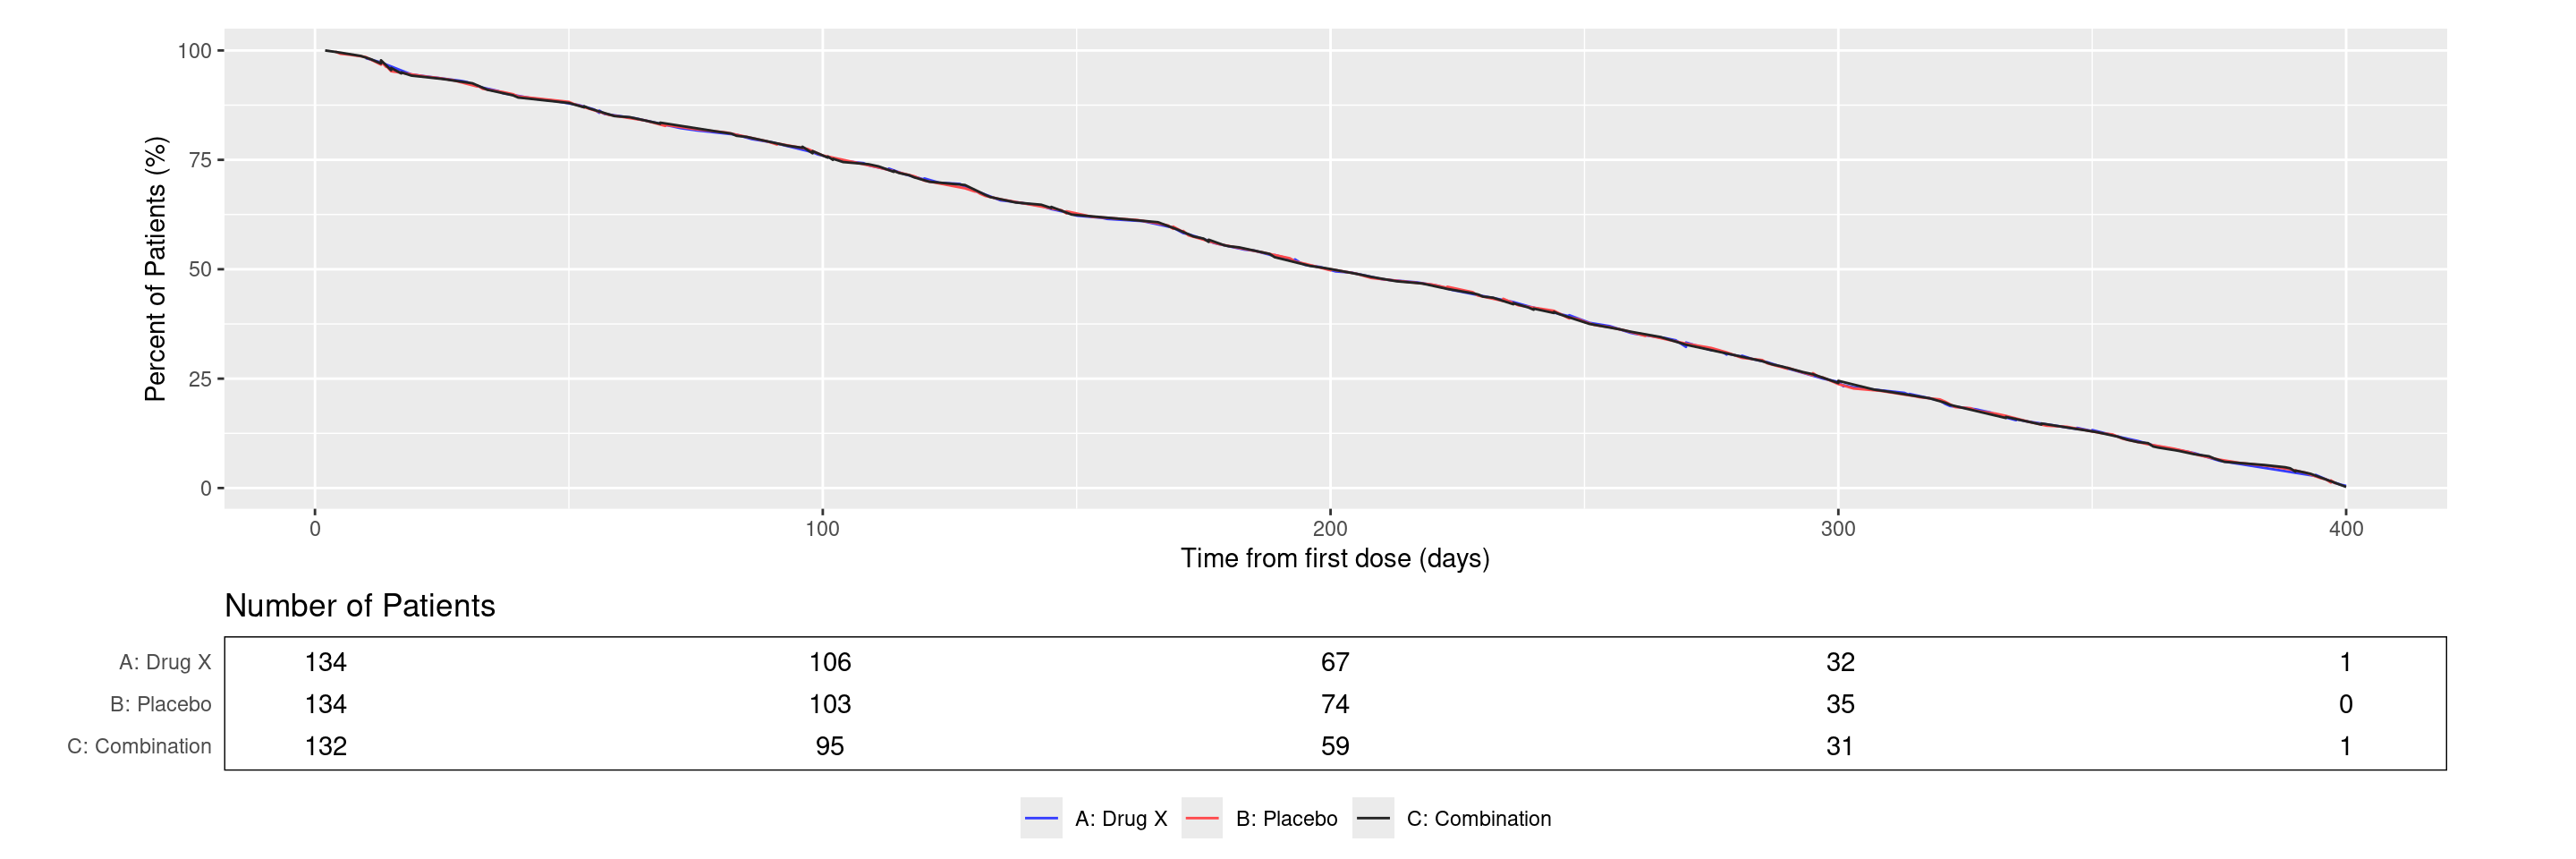 100
75
50
25
0
Percent of Patients (%)
0 100 200 300 400
Time from first dose (days)
Number of Patients
A: Drug X 134 106 67 32 1
B: Placebo 134 103 74 35 0
C: Combination 132 95 59 31 1
A: Drug X B: Placebo C: Combination